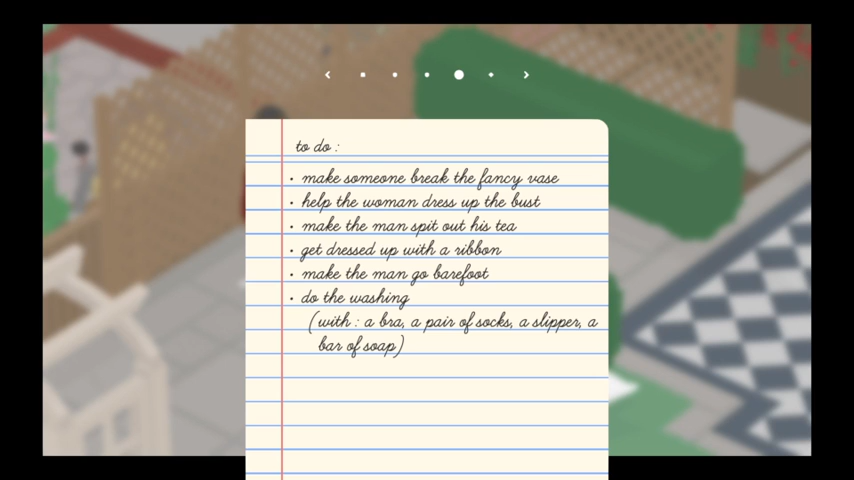 to do :
• make someone break the fancy vase
• help the woman dress up the bust
• make the man spit out his tea
• get dressed up with a ribbon
• make the man go barefoot
• do the washing
(with : a bra, a pair of socks, a slipper, a
bar of soap)